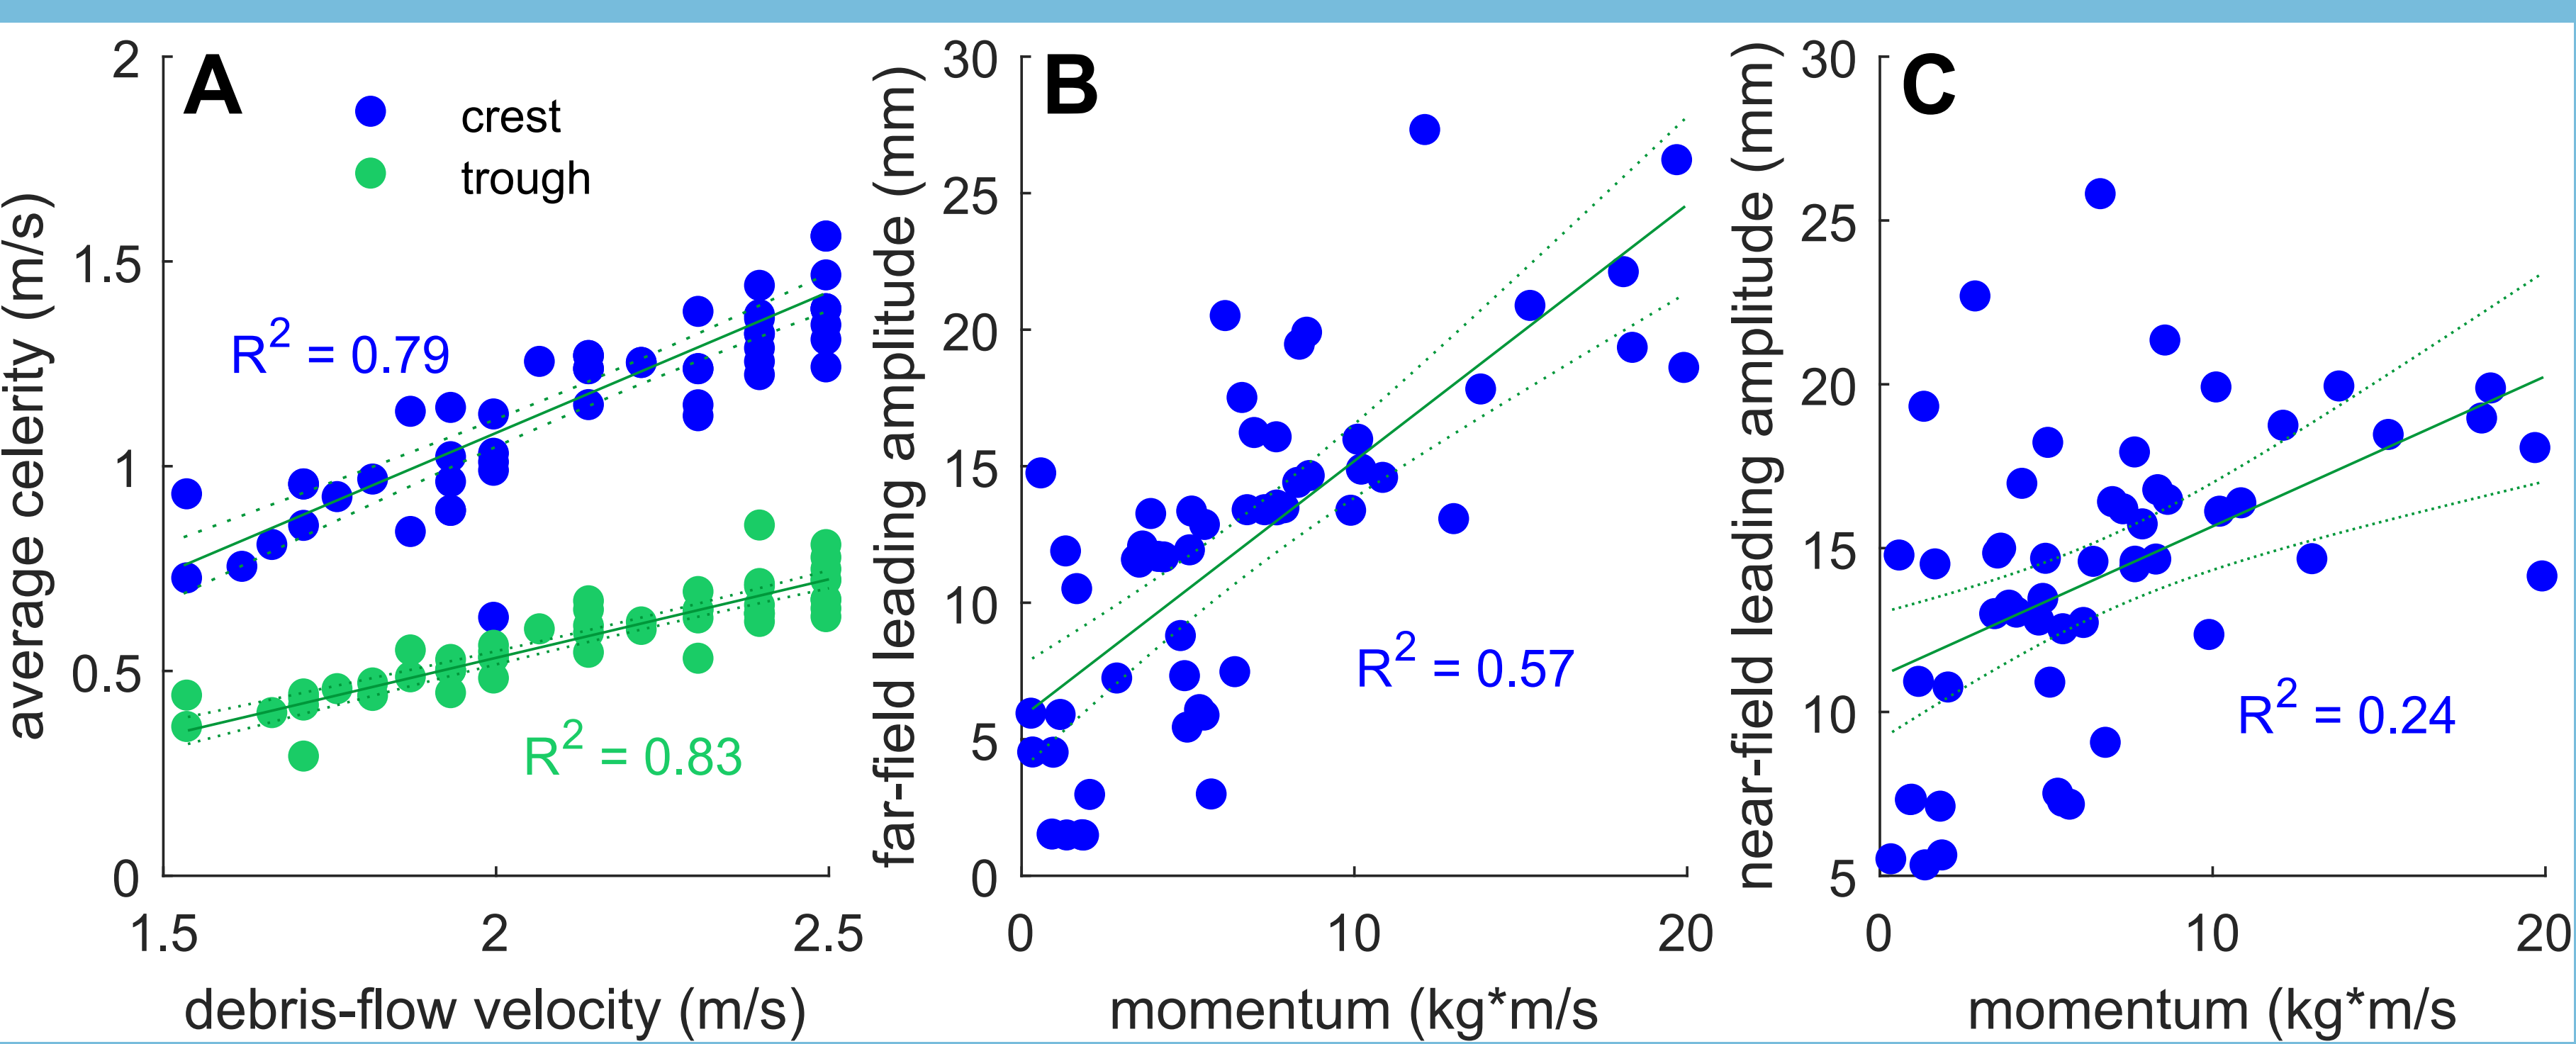 A
crest
trough
R² = 0.79
R² = 0.83
2
1.5
1
0.5
0
1.5
2
2.5
average celerity (m/s)
debris-flow velocity (m/s)
B
R² = 0.57
30
25
20
15
10
5
0
0
10
20
far-field leading amplitude (mm)
momentum (kg*m/s
C
R² = 0.24
30
25
20
15
10
5
0
10
20
near-field leading amplitude (mm)
momentum (kg*m/s